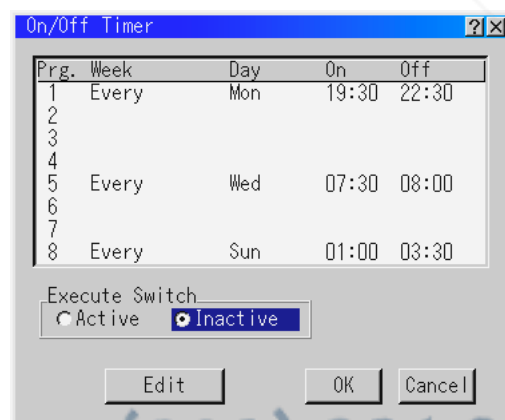 On/Off Timer
Prg. Week Day On Off
1 Every Mon 19:30 22:30
2
3
4
5 Every Wed 07:30 08:00
6
7
8 Every Sun 01:00 03:30
Execute Switch
Active Inactive
Edit OK Cancel